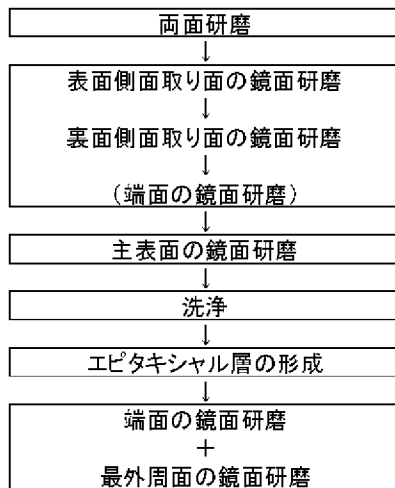 両面研磨
↓
表面側面取り面の鏡面研磨
↓
裏面側面取り面の鏡面研磨
↓
(端面の鏡面研磨)
↓
主表面の鏡面研磨
↓
洗浄
↓
エピタキシャル層の形成
↓
端面の鏡面研磨
+
最外周面の鏡面研磨